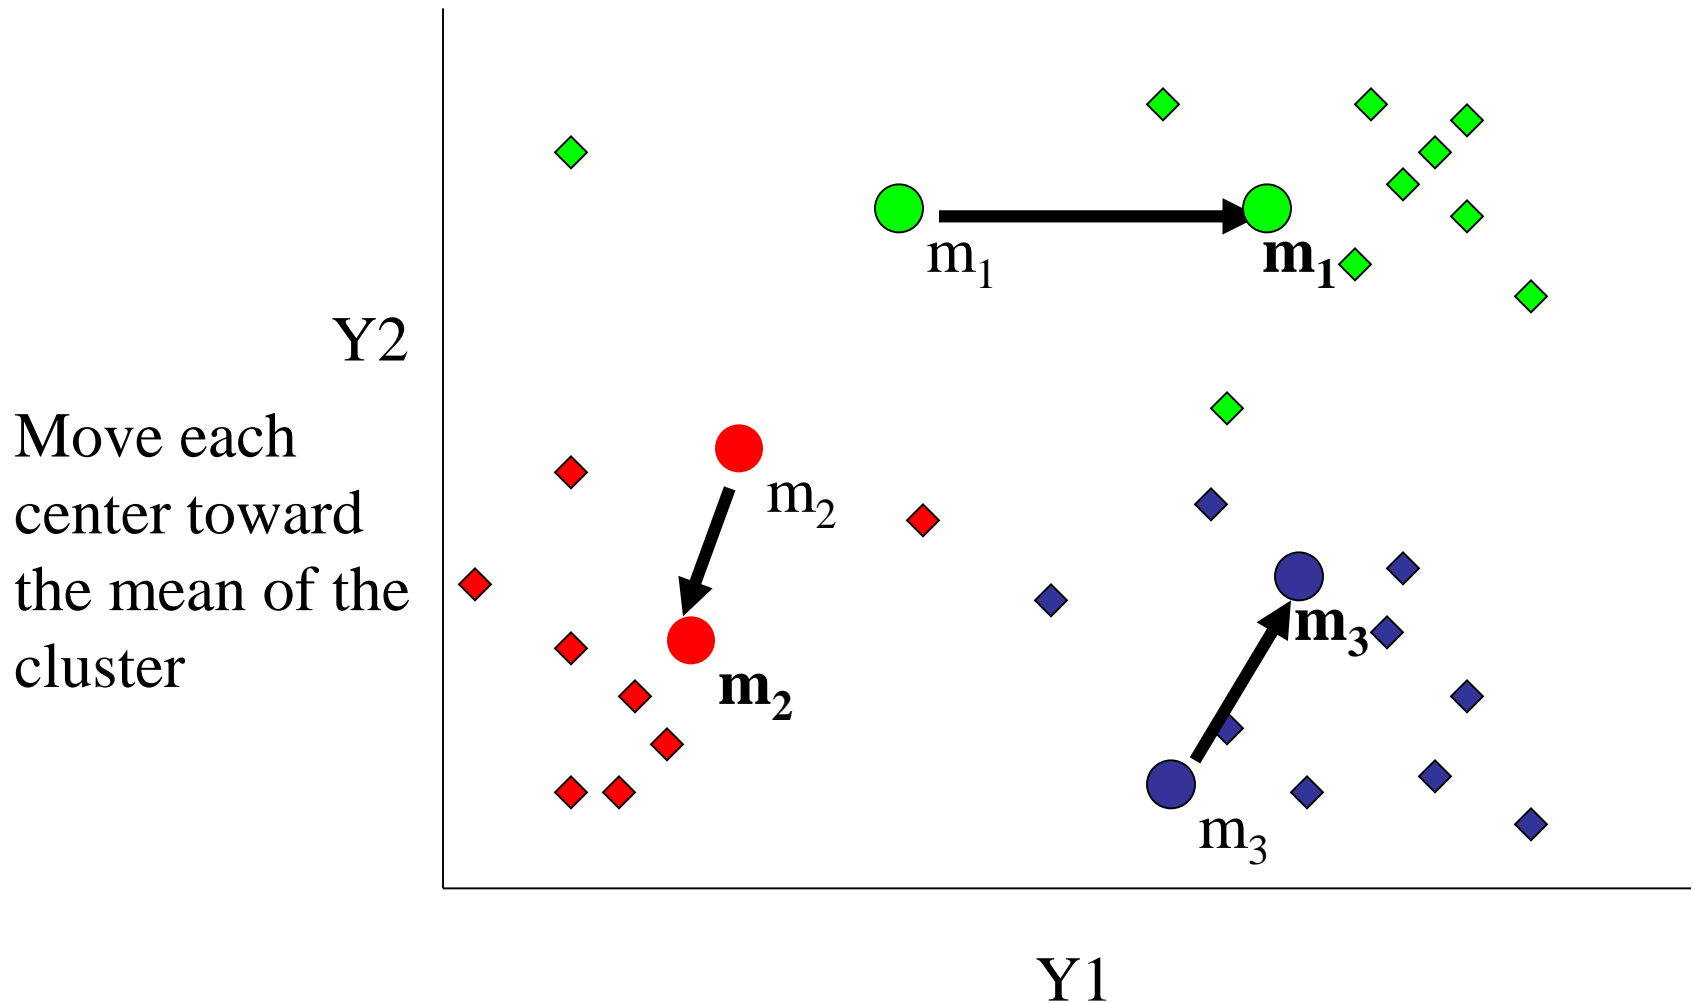 m₁
m₁
Y2
Move each
center toward
the mean of the
cluster
m₂
m₃
m₂
m₃
Y1